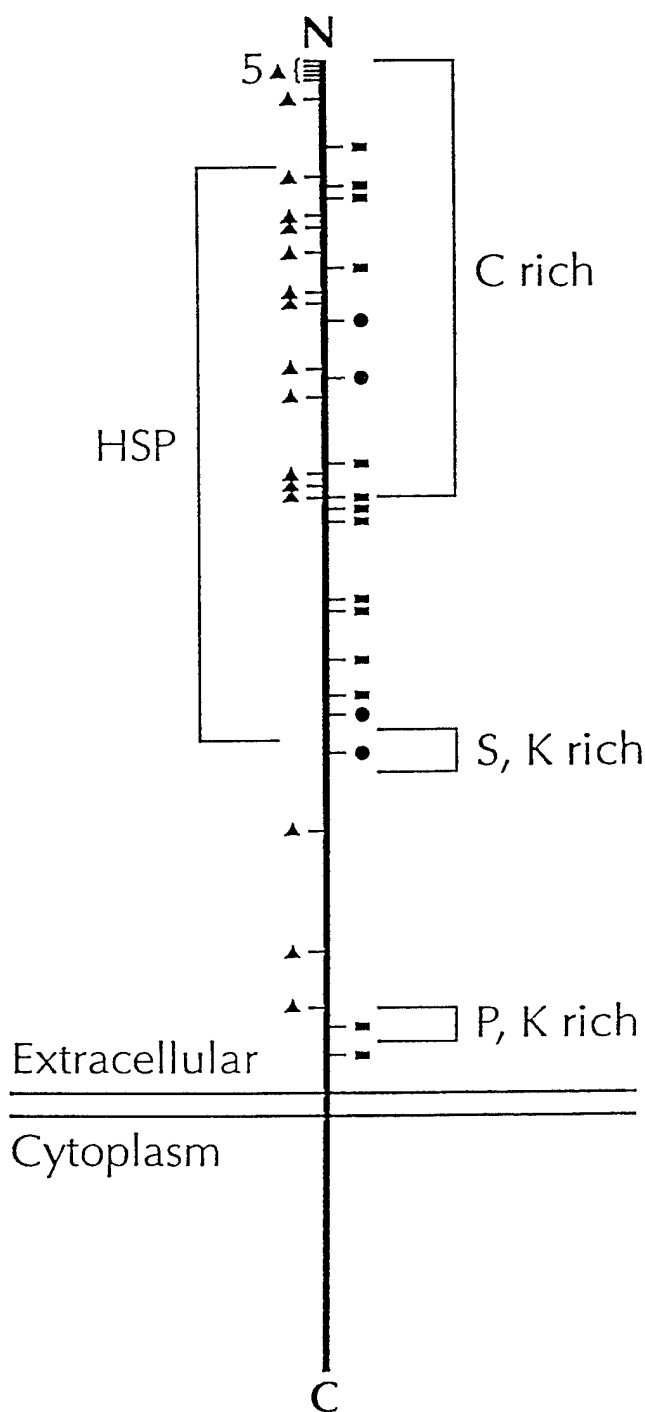 N
5
C rich
HSP
S, K rich
P, K rich
Extracellular
Cytoplasm
C